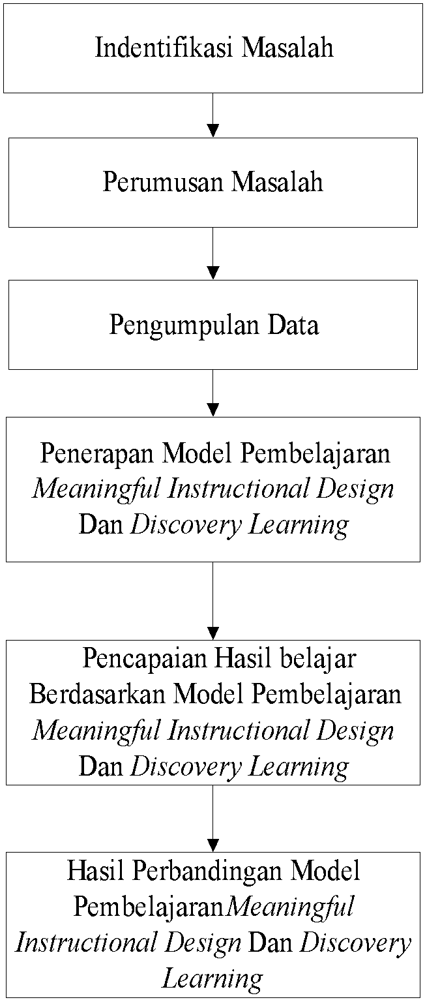 Indentifikasi Masalah
Perumusan Masalah
Pengumpulan Data
Penerapan Model Pembelajaran
Meaningful Instructional Design
Dan Discovery Learning
Pencapaian Hasil belajar
Berdasarkan Model Pembelajaran
Meaningful Instructional Design
Dan Discovery Learning
Hasil Perbandingan Model
PembelajaranMeaningful
Instructional Design Dan Discovery
Learning